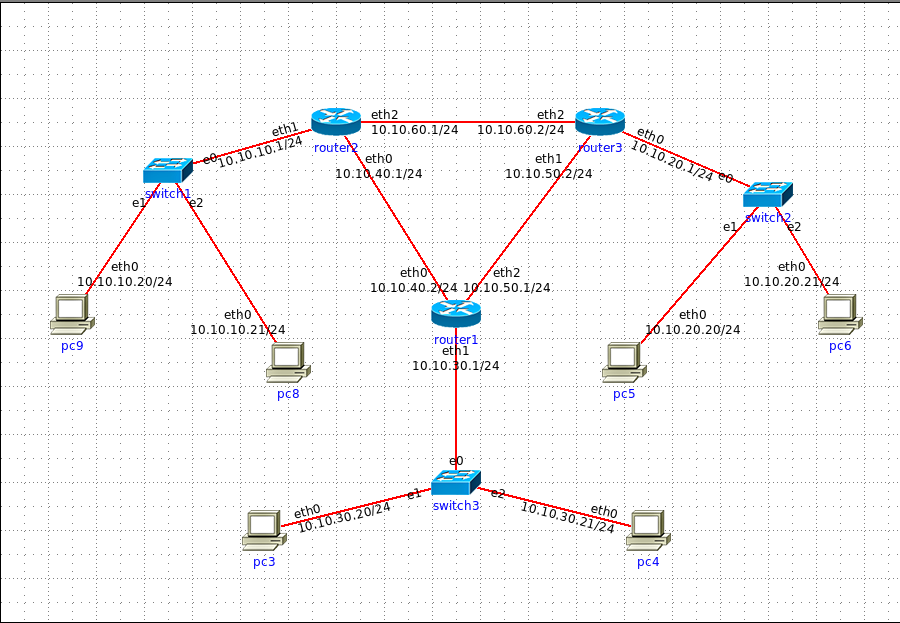 eth2
10.10.60.1/24
eth2
10.10.60.2/24
router2
router3
eth1
10.10.10.1/24
e0
switch1
e1
e2
eth0
10.10.40.1/24
eth1
10.10.50.2/24
eth0
10.10.20.1/24
e0
switch2
e1
e2
eth0
10.10.10.20/24
pc9
eth0
10.10.10.21/24
pc8
eth0
10.10.40.2/24
eth2
10.10.50.1/24
router1
eth1
10.10.30.1/24
eth0
10.10.20.20/24
pc5
eth0
10.10.20.21/24
pc6
e0
switch3
e1
e2
eth0
10.10.30.20/24
pc3
eth0
10.10.30.21/24
pc4